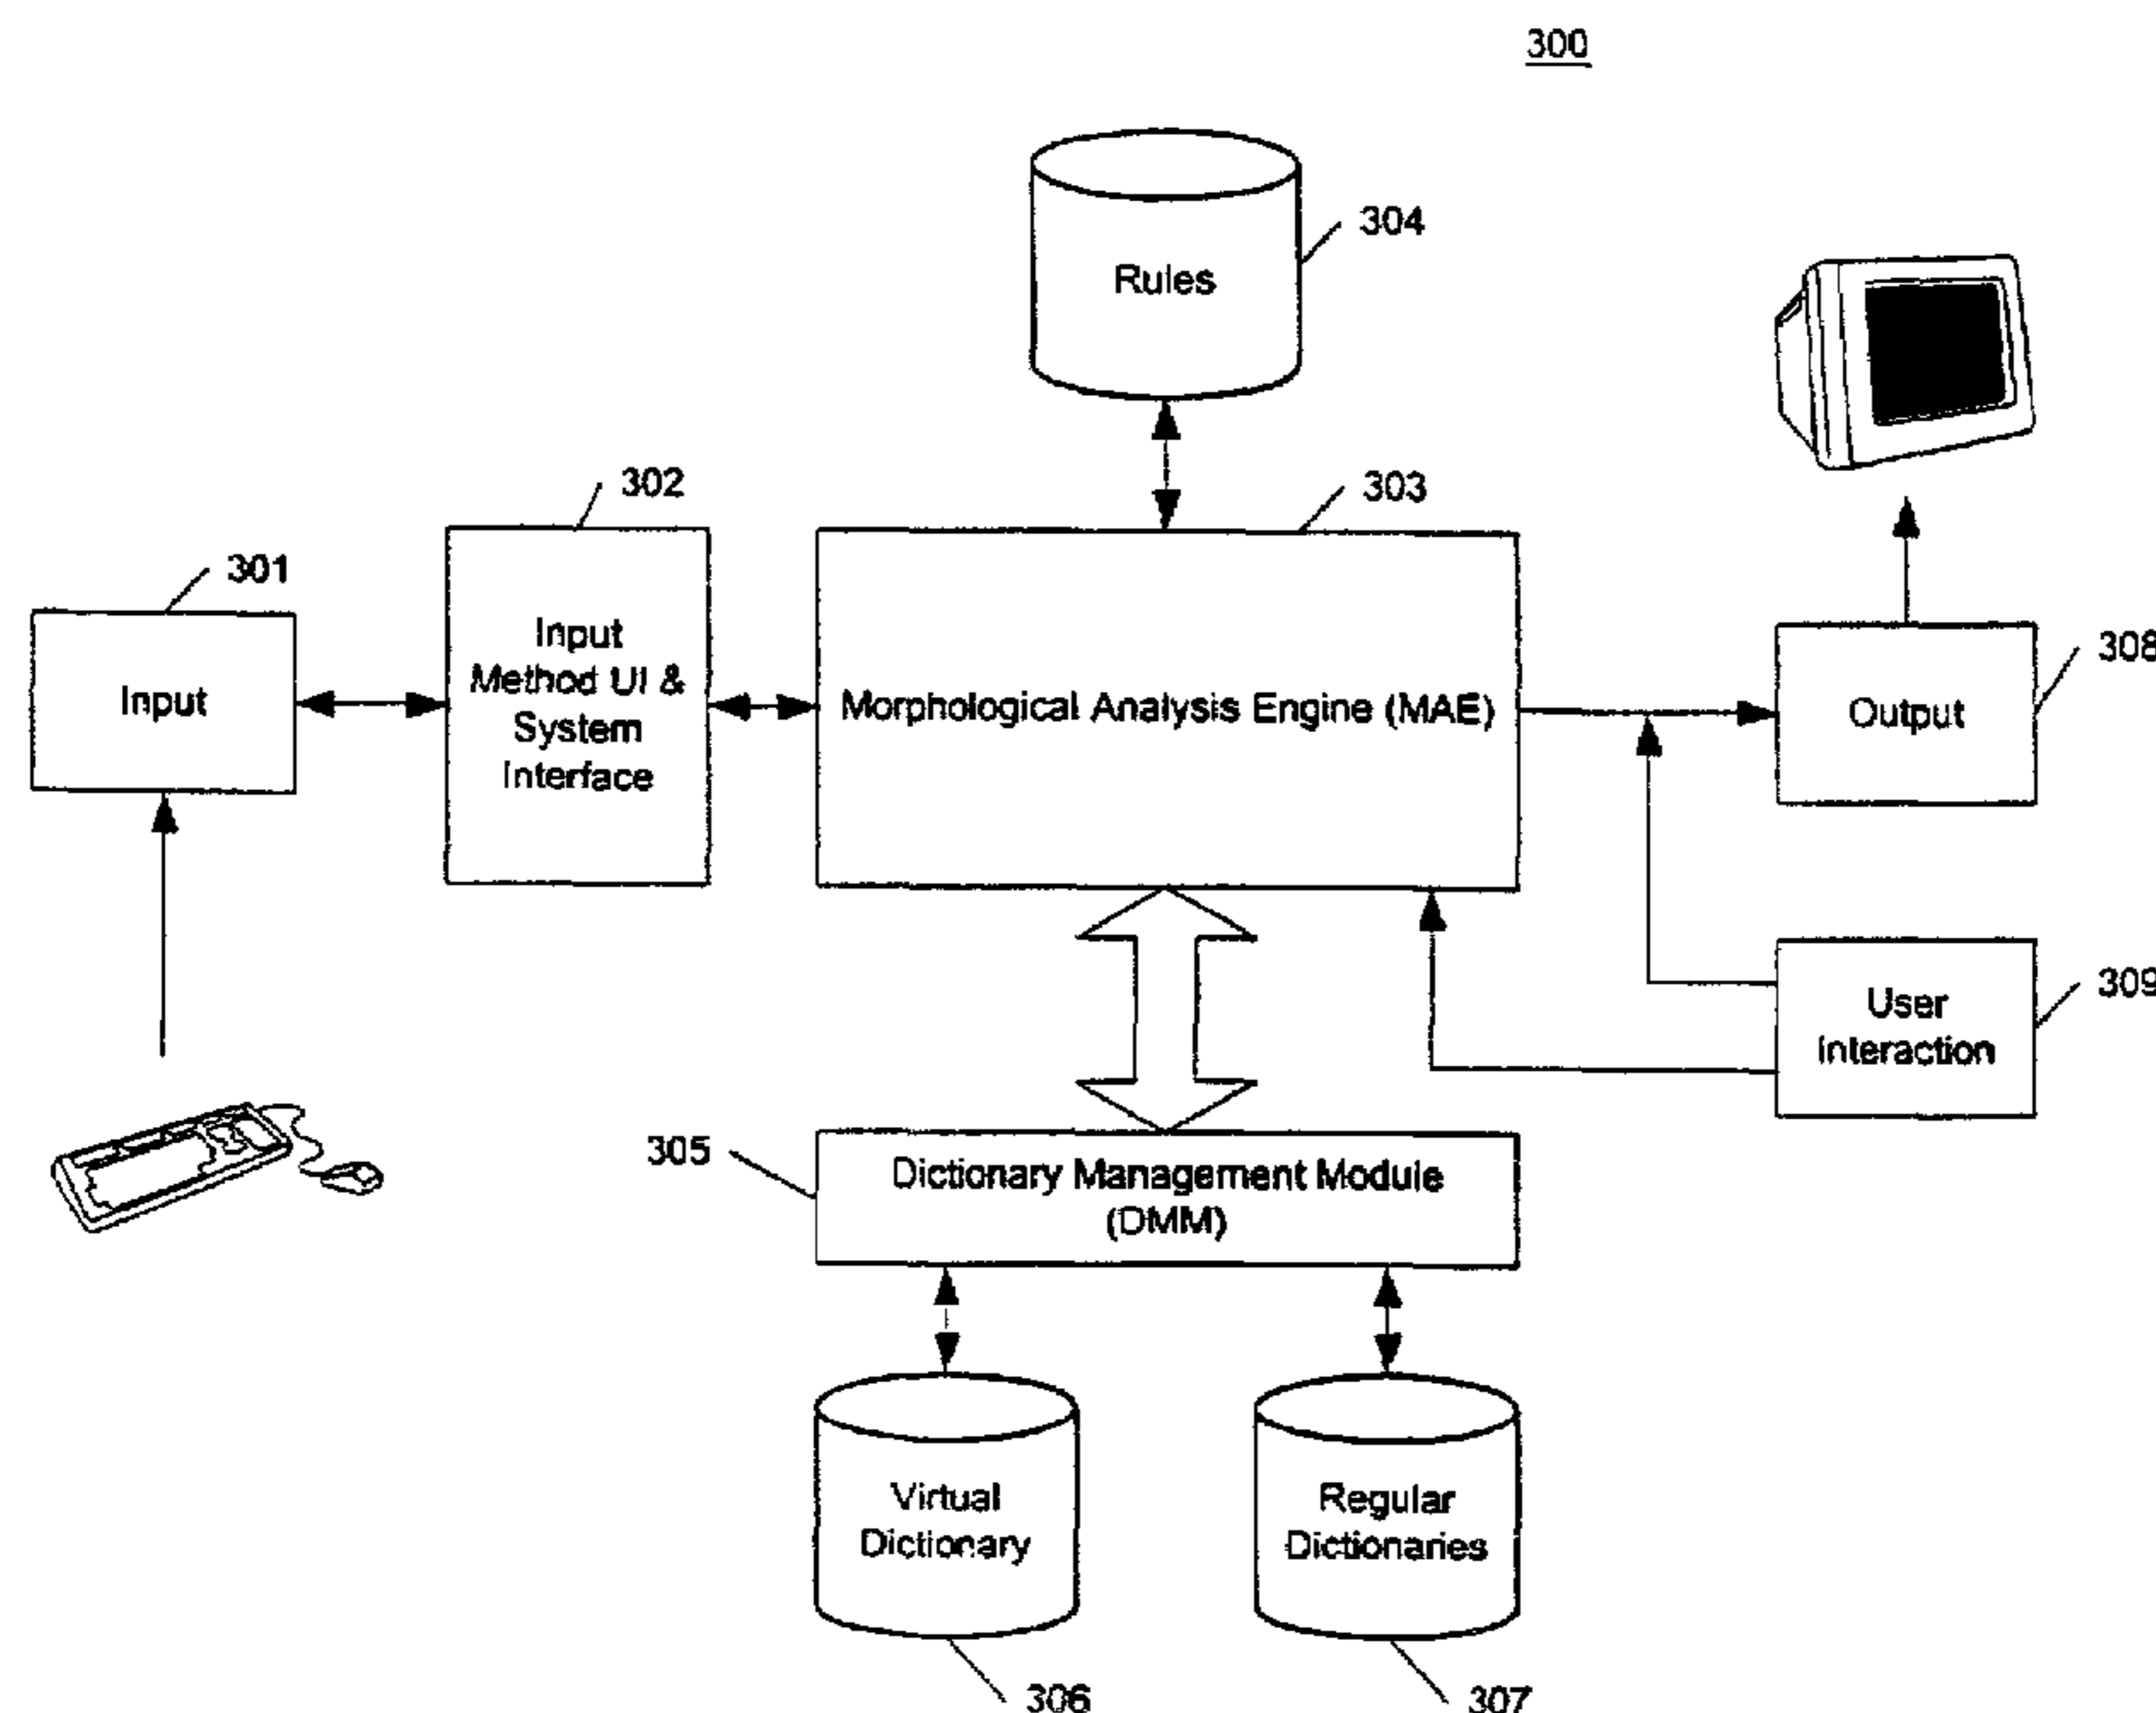 300
304
Rules
302
303
301
Input
Method UI &
System
Interface
Input
Morphological Analysis Engine (MAE)
308
Output
309
User
Interaction
305
Dictionary Management Module
(DMM)
Virtual
Dictionary
Regular
Dictionaries
306
307